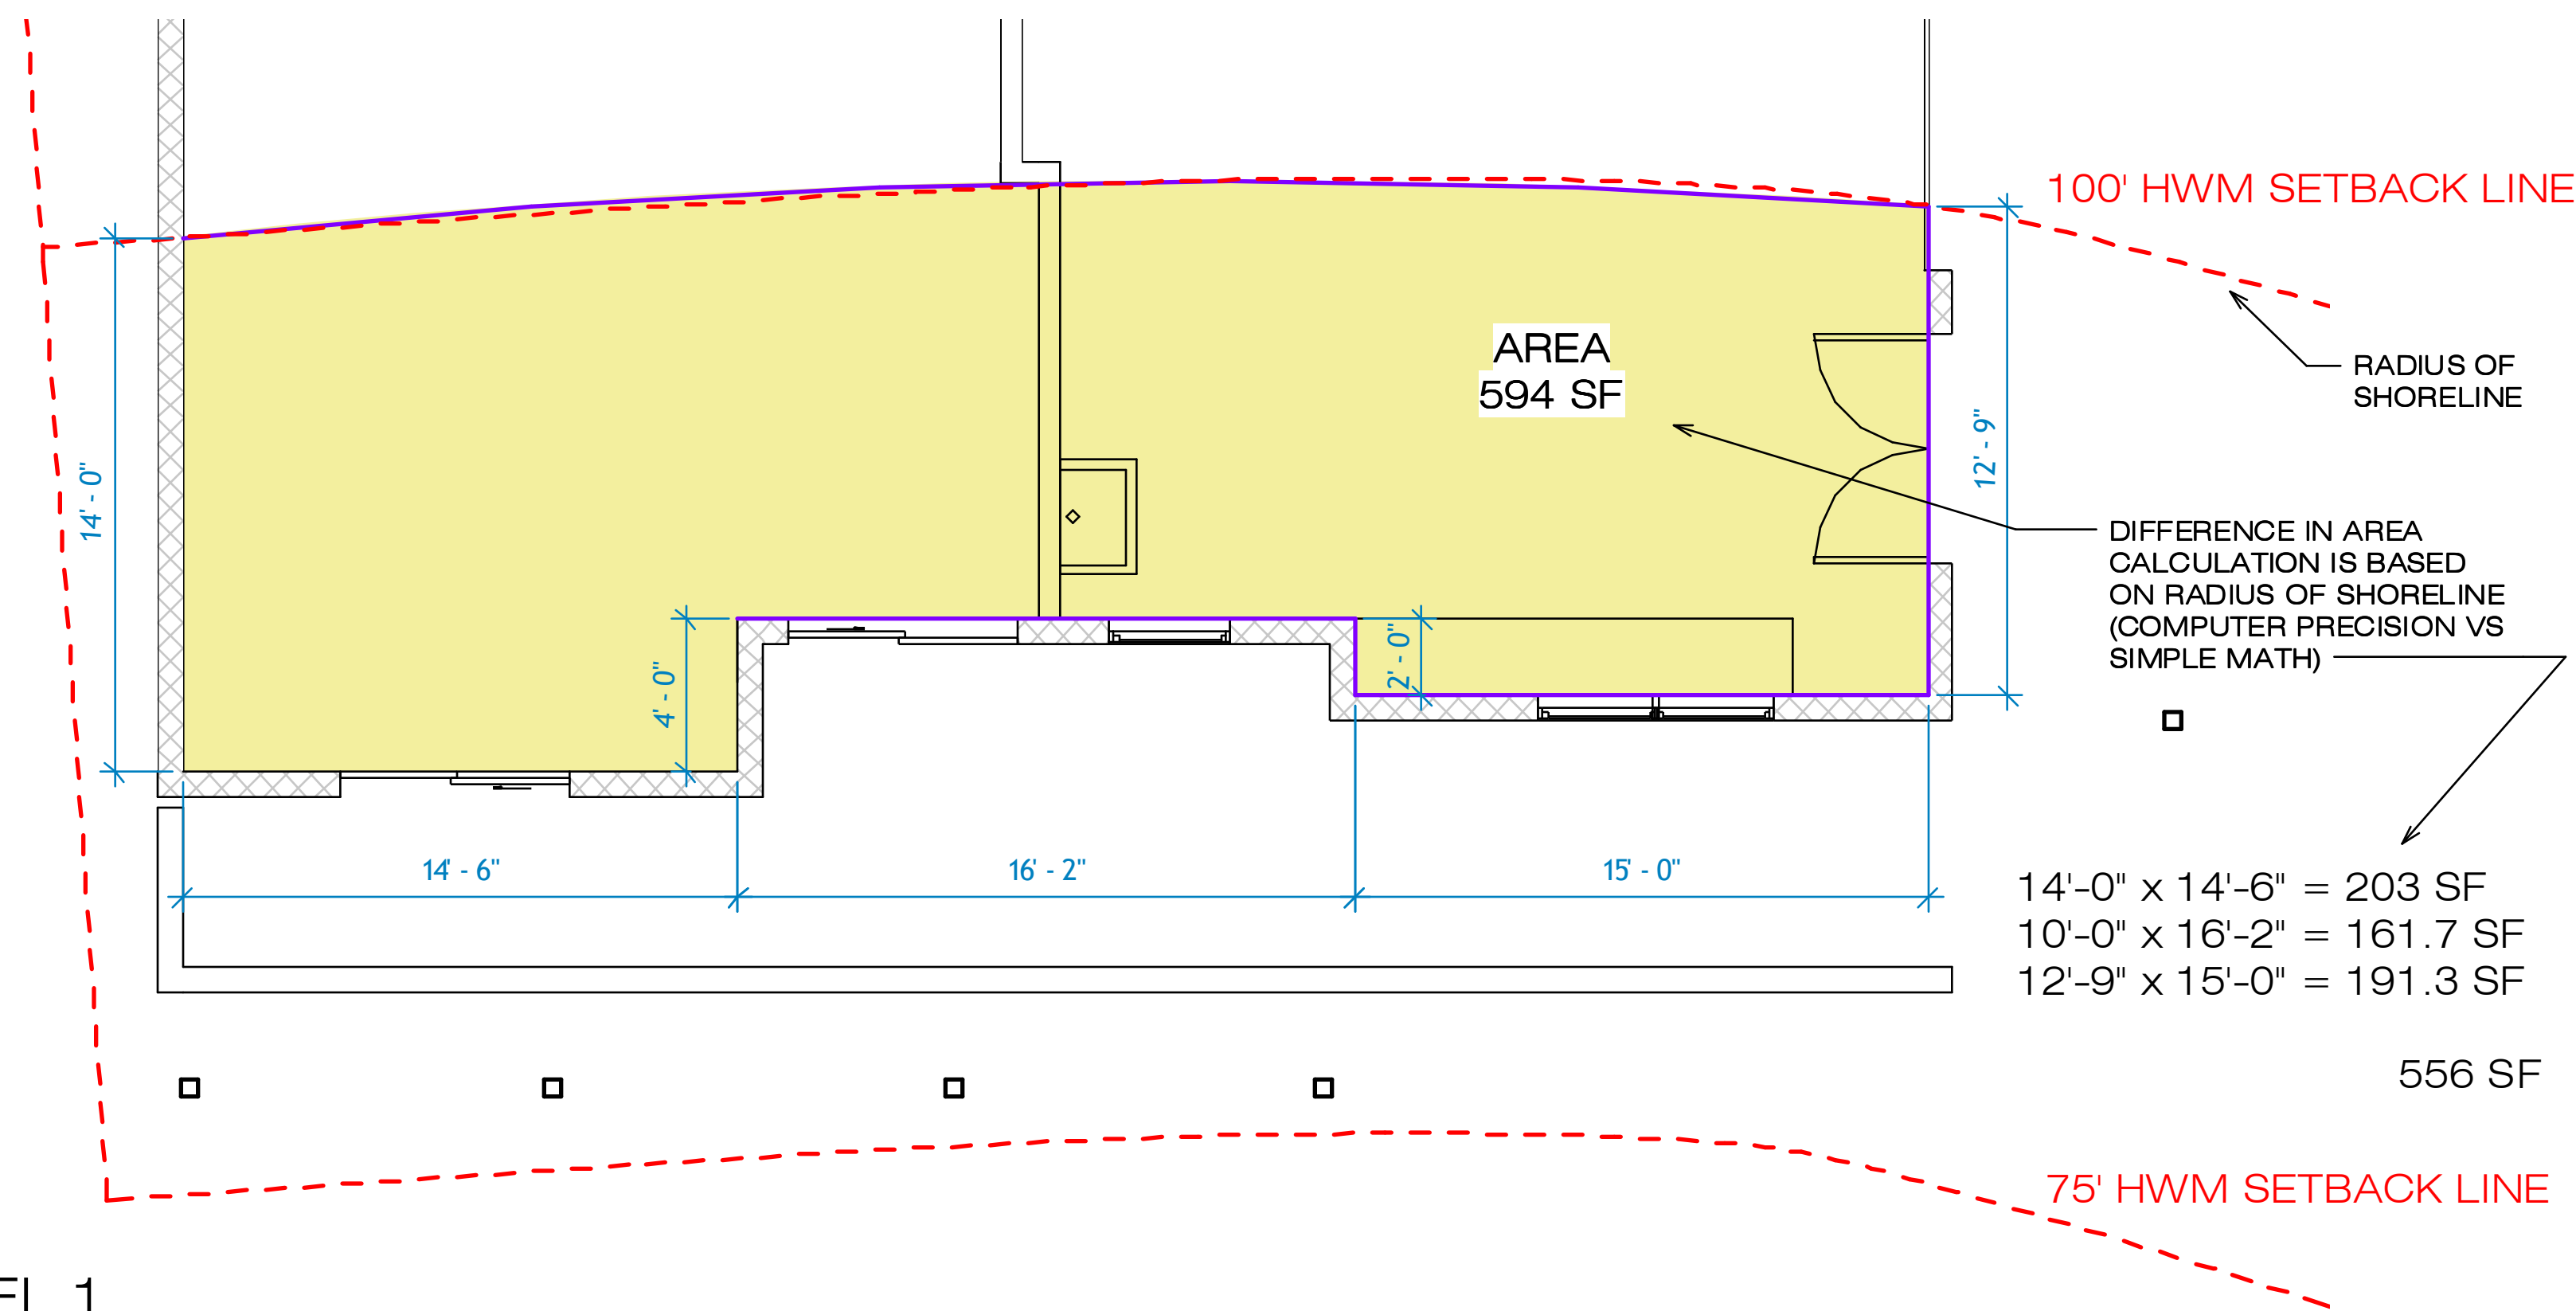 100' HWM SETBACK LINE
AREA
594 SF
RADIUS OF
SHORELINE
14' - 0"
12' - 9"
DIFFERENCE IN AREA
CALCULATION IS BASED
ON RADIUS OF SHORELINE
(COMPUTER PRECISION VS
SIMPLE MATH)
4' - 0"
2' - 0"
14' - 6"
16' - 2"
15' - 0"
14'-0" x 14'-6" = 203 SF
10'-0" x 16'-2" = 161.7 SF
12'-9" x 15'-0" = 191.3 SF
556 SF
75' HWM SETBACK LINE
1